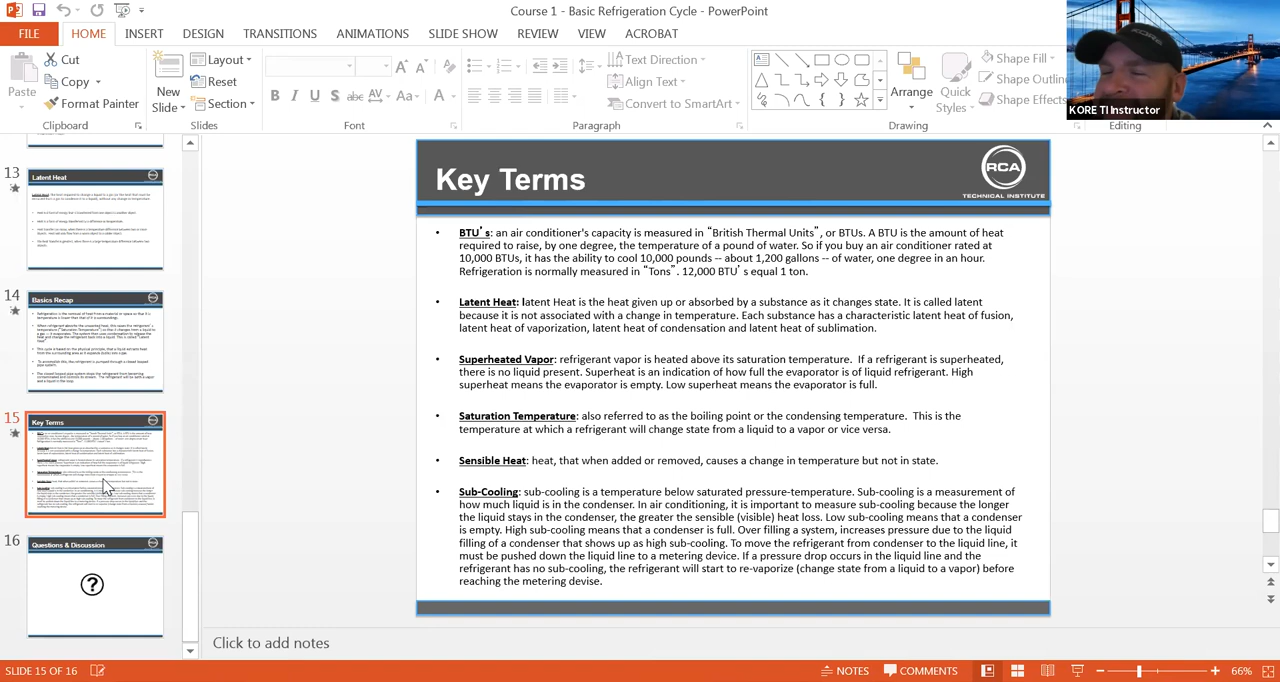 Course 1 - Basic Refrigeration Cycle - PowerPoint
FILE HOME INSERT DESIGN TRANSITIONS ANIMATIONS SLIDE SHOW REVIEW VIEW ACROBAT
Paste
Cut
Copy
Format Painter
Clipboard
New
Slide
Layout
Reset
Section
Slides
Font
Text Direction
Align Text
Convert to SmartArt
Paragraph
Arrange
Quick
Styles
Shape Fill
Shape Outlin
Shape Effects
Drawing
Editing
KORE TI Instructor
13
Latent Heat
14
Basics Recap
15
Key Terms
16
Questions & Discussion
?
Key Terms
RCA
TECHNICAL INSTITUTE
• BTU's: an air conditioner's capacity is measured in "British Thermal Units", or BTUs. A BTU is the amount of heat
required to raise, by one degree, the temperature of a pound of water. So if you buy an air conditioner rated at
10,000 BTUs, it has the ability to cool 10,000 pounds -- about 1,200 gallons -- of water, one degree in an hour.
Refrigeration is normally measured in "Tons". 12,000 BTU's equal 1 ton.
• Latent Heat: latent Heat is the heat given up or absorbed by a substance as it changes state. It is called latent
because it is not associated with a change in temperature. Each substance has a characteristic latent heat of fusion,
latent heat of vaporization, latent heat of condensation and latent heat of sublimation.
• Superheated Vapor: refrigerant vapor is heated above its saturation temperature. If a refrigerant is superheated,
there is no liquid present. Superheat is an indication of how full the evaporator is of liquid refrigerant. High
superheat means the evaporator is empty. Low superheat means the evaporator is full.
• Saturation Temperature: also referred to as the boiling point or the condensing temperature. This is the
temperature at which a refrigerant will change state from a liquid to a vapor or vice versa.
• Sensible Heat: heat, that when added or removed, causes a change in temperature but not in state.
• Sub-cooling: sub-cooling is a temperature below saturated pressure-temperature. Sub-cooling is a measurement of
how much liquid is in the condenser. In air conditioning, it is important to measure sub-cooling because the longer
the liquid stays in the condenser, the greater the sensible (visible) heat loss. Low sub-cooling means that a condenser
is empty. High sub-cooling means that a condenser is full. Over filling a system, increases pressure due to the liquid
filling of a condenser that shows up as high sub-cooling. To move the refrigerant from condenser to the liquid line, it
must be pushed down the liquid line to a metering device. If a pressure drop occurs in the liquid line and the
refrigerant has no sub-cooling, the refrigerant will start to re-vaporize (change state from a liquid to a vapor) before
reaching the metering devise.
Click to add notes
SLIDE 15 OF 16
NOTES COMMENTS 66%